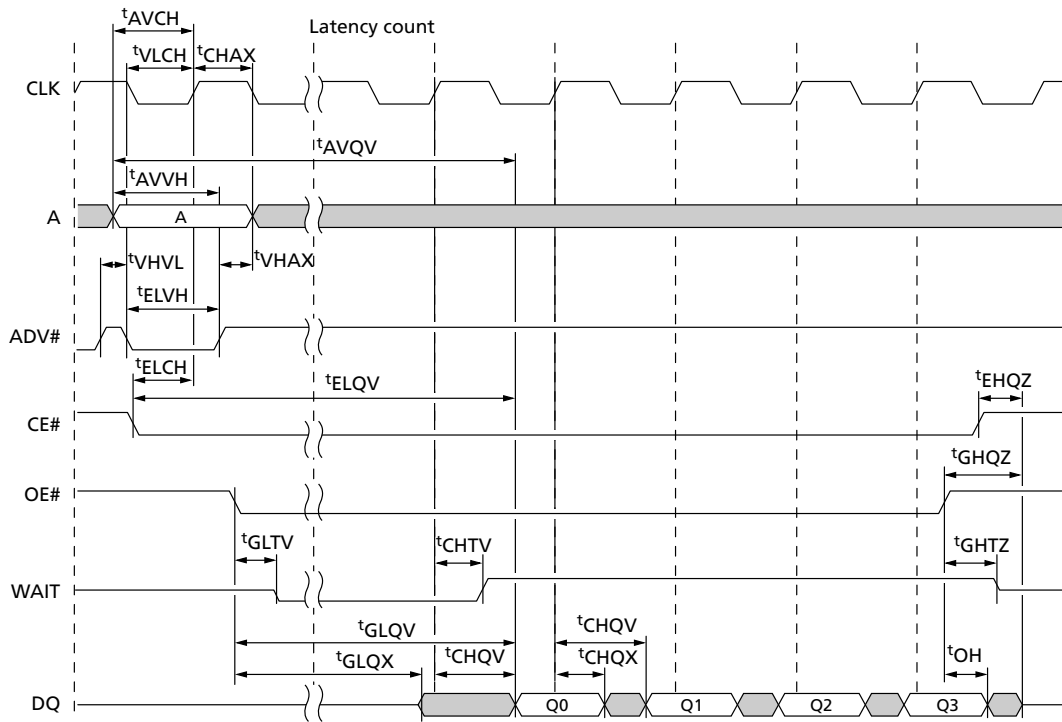 tAVCH
Latency count
tVLCH tCHAX
CLK
tAVQV
tAVVH
A A
tVHVL tVHAX
tELVH
ADV#
tELCH
tELQV
tEHQZ
CE#
tGHQZ
OE#
tGLTV tCHTV tGHTZ
WAIT
tGLQV tCHQV
tGLQX tCHQV tCHQX tOH
DQ Q0 Q1 Q2 Q3